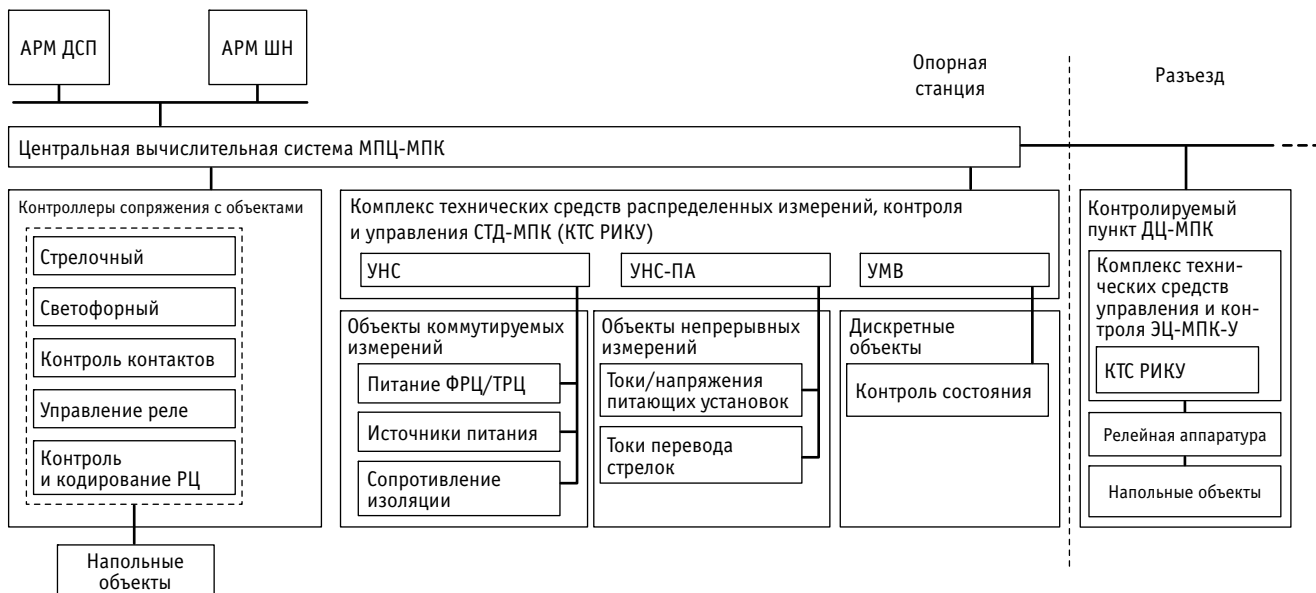 АРМ ДСП
АРМ ШН
Опорная
станция
Разъезд
Центральная вычислительная система МПЦ-МПК
Контроллеры сопряжения с объектами
Стрелочный
Светофорный
Контроль контактов
Управление реле
Контроль
и кодирование РЦ
Напольные
объекты
Комплекс технических средств распределенных измерений, контроля
и управления СТД-МПК (КТС РИКУ)
УНС
УНС-ПА
УМВ
Объекты коммутируемых
измерений
Питание ФРЦ/ТРЦ
Источники питания
Сопротивление
изоляции
Объекты непрерывных
измерений
Токи/напряжения
питающих установок
Токи перевода
стрелок
Дискретные
объекты
Контроль состояния
Контролируемый
пункт ДЦ-МПК
Комплекс техни-
ческих средств
управления и кон-
троля ЭЦ-МПК-У
КТС РИКУ
Релейная аппаратура
Напольные объекты